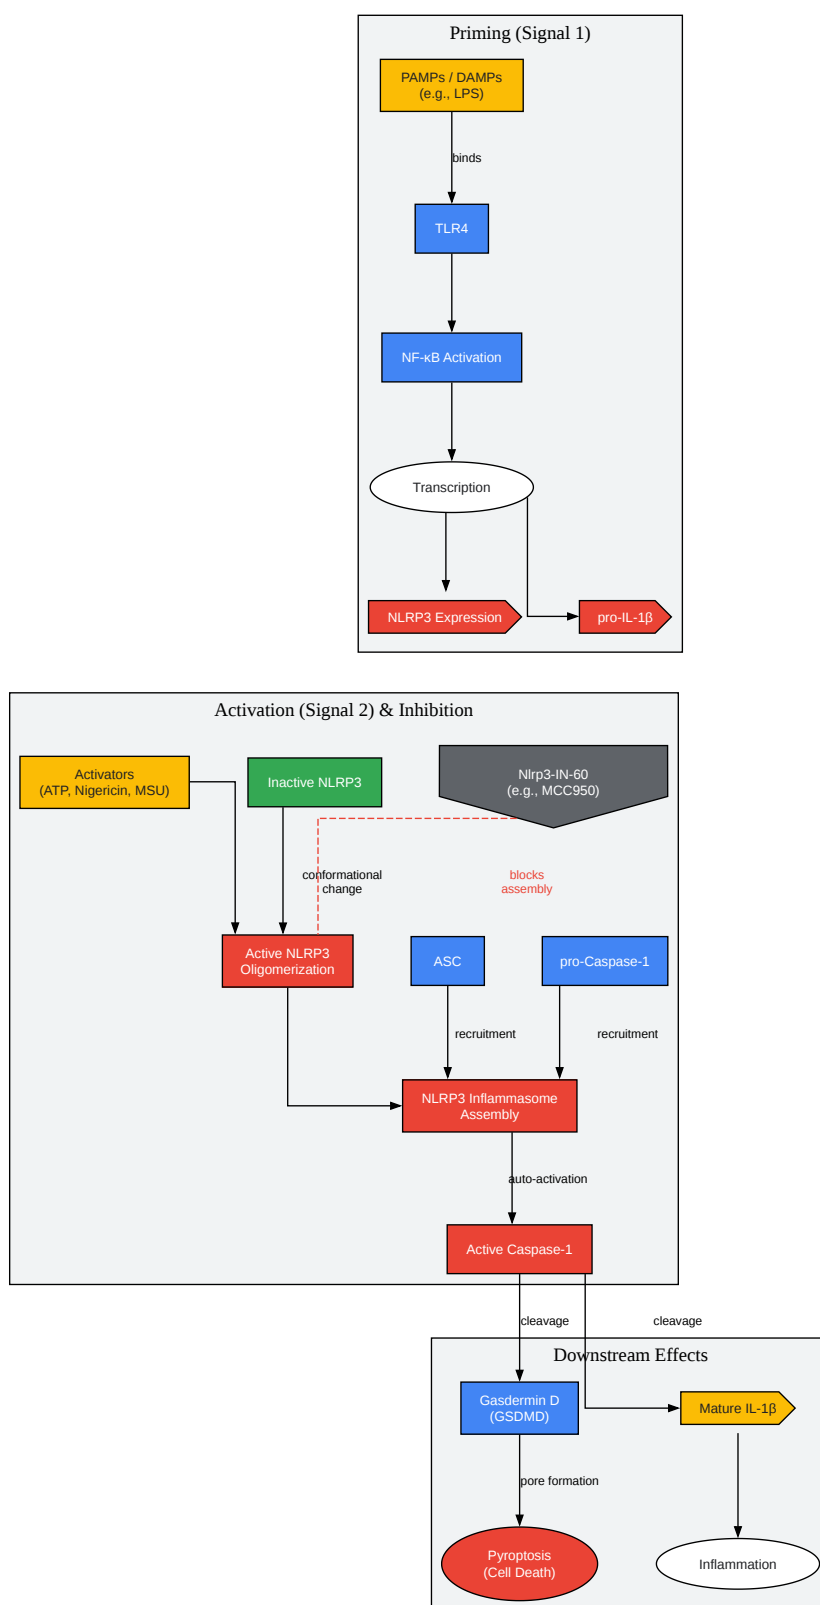 Priming (Signal 1)
PAMPs / DAMPs
(e.g., LPS)
binds
TLR4
NF-κB Activation
Transcription
NLRP3 Expression
pro-IL-1β
Activation (Signal 2) & Inhibition
Activators
(ATP, Nigericin, MSU)
Inactive NLRP3
Nlrp3-IN-60
(e.g., MCC950)
conformational
change
blocks
assembly
Active NLRP3
Oligomerization
ASC
pro-Caspase-1
recruitment
recruitment
NLRP3 Inflammasome
Assembly
auto-activation
Active Caspase-1
cleavage
cleavage
Downstream Effects
Gasdermin D
(GSDMD)
Mature IL-1β
pore formation
Pyroptosis
(Cell Death)
Inflammation